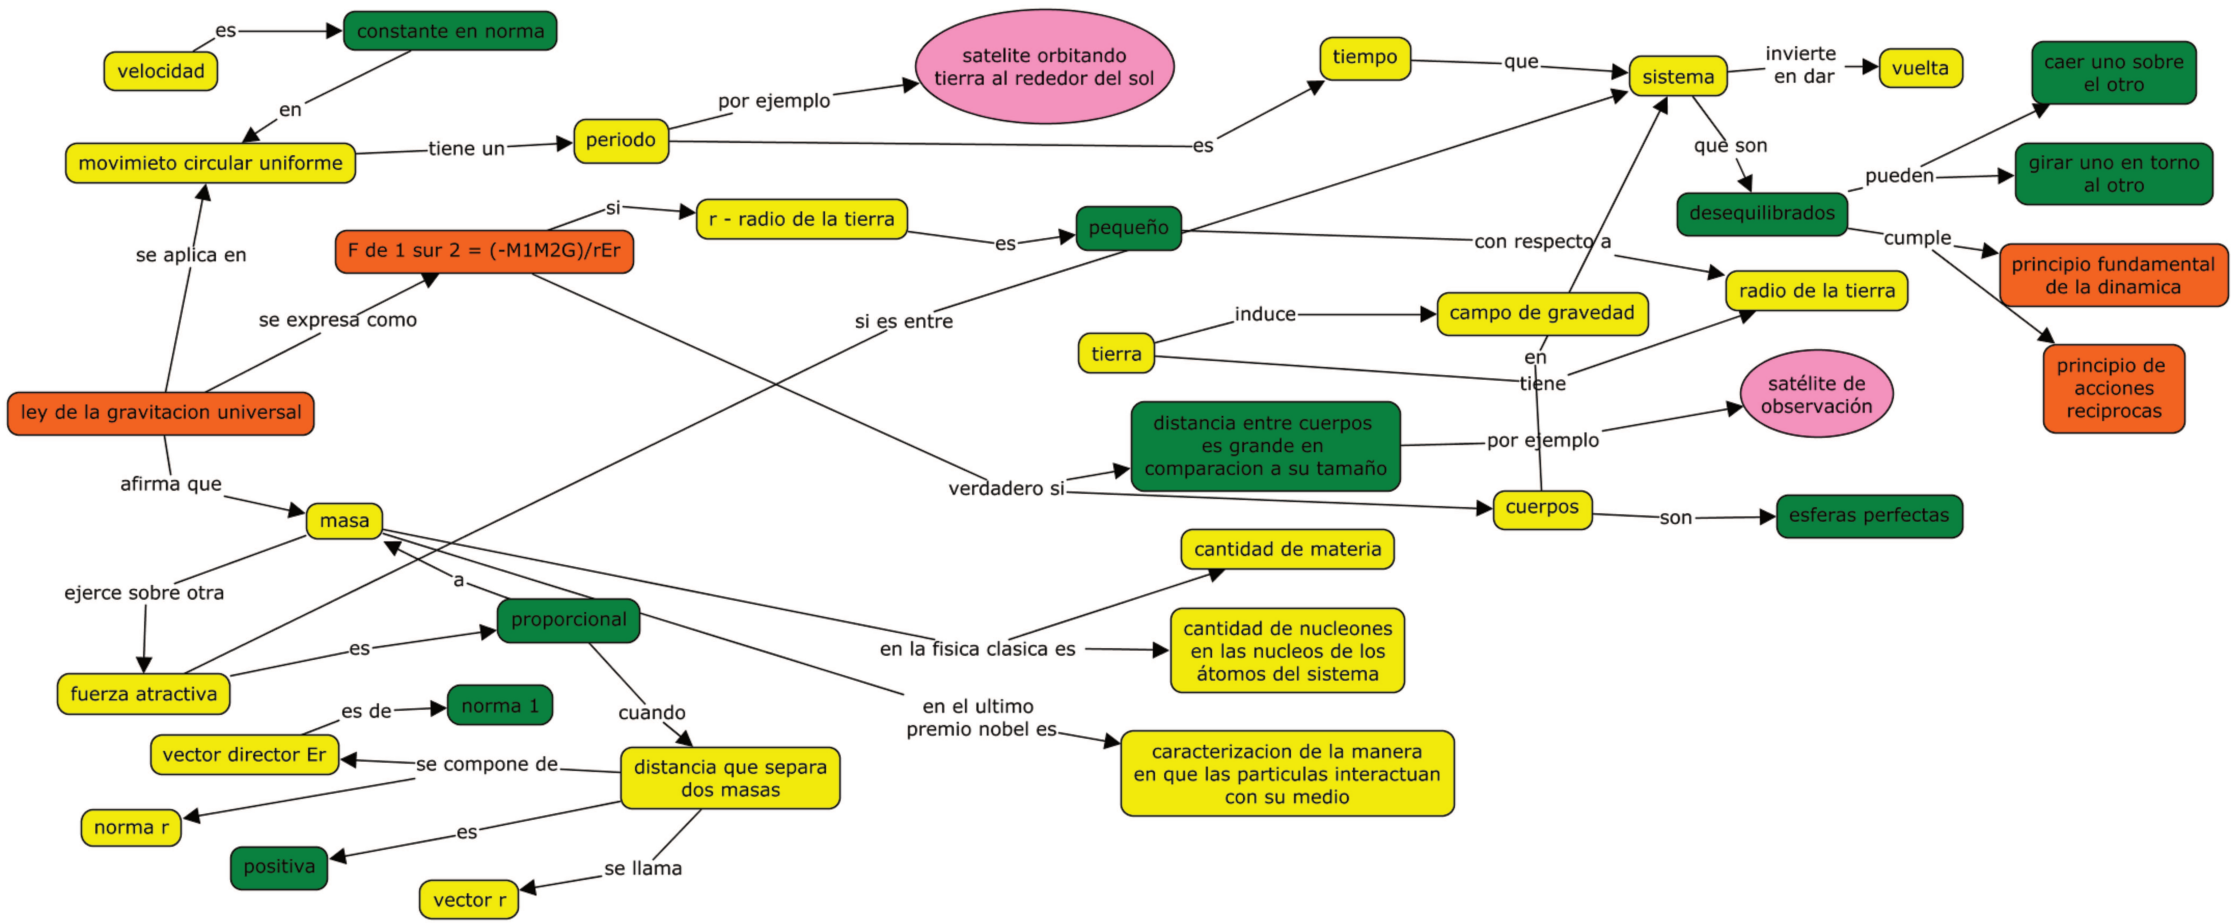 es
constante en norma
velocidad
en
movimieto circular uniforme
tiene un
periodo
por ejemplo
satelite orbitando
tierra al rededor del sol
es
tiempo
que
sistema
invierte
en dar
vuelta
que son
desequilibrados
pueden
caer uno sobre
el otro
girar uno en torno
al otro
cumple
principio fundamental
de la dinamica
principio de
acciones
reciprocas
se aplica en
se expresa como
F de 1 sur 2 = (-M1M2G)/rEr
si
r - radio de la tierra
es
pequeño
con respecto a
radio de la tierra
si es entre
tierra
induce
campo de gravedad
tiene
en
ley de la gravitacion universal
verdadero si
distancia entre cuerpos
es grande en
comparacion a su tamaño
por ejemplo
satélite de
observación
cuerpos
son
esferas perfectas
afirma que
masa
ejerce sobre otra
fuerza atractiva
es
proporcional
a
en la fisica clasica es
cantidad de materia
cantidad de nucleones
en las nucleos de los
átomos del sistema
en el ultimo
premio nobel es
caracterizacion de la manera
en que las particulas interactuan
con su medio
cuando
distancia que separa
dos masas
se compone de
vector director Er
es de
norma 1
norma r
es
positiva
se llama
vector r